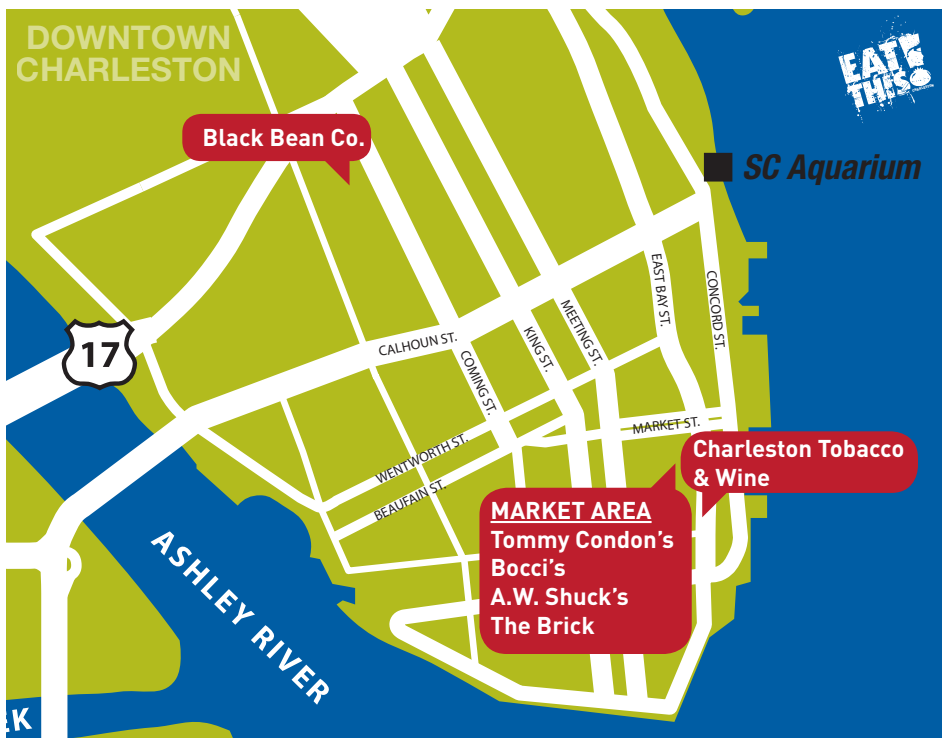 DOWNTOWN
CHARLESTON
EAT
THIS!
Black Bean Co.
SC Aquarium
17
CALHOUN ST.
COMING ST.
KING ST.
MEETING ST.
EAST BAY ST.
CONCORD ST.
WENTWORTH ST.
BEAUFAIN ST.
MARKET ST.
Charleston Tobacco
& Wine
MARKET AREA
Tommy Condon's
Bocci's
A.W. Shuck's
The Brick
ASHLEY RIVER
EK